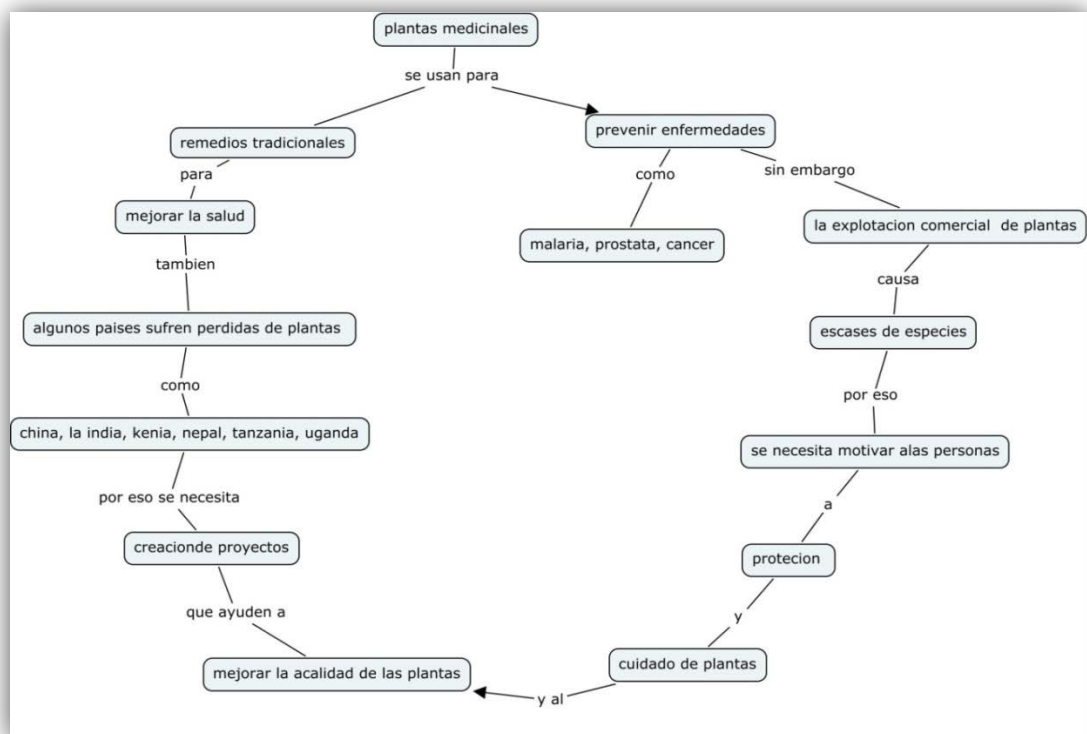 plantas medicinales
se usan para
remedios tradicionales
prevenir enfermedades
para
como
sin embargo
mejorar la salud
malaria, prostata, cancer
la explotacion comercial de plantas
tambien
causa
algunos paises sufren perdidas de plantas
escases de especies
como
por eso
china, la india, kenia, nepal, tanzania, uganda
se necesita motivar alas personas
por eso se necesita
a
creacionde proyectos
protecion
que ayuden a
y
mejorar la acalidad de las plantas
cuidado de plantas
y al